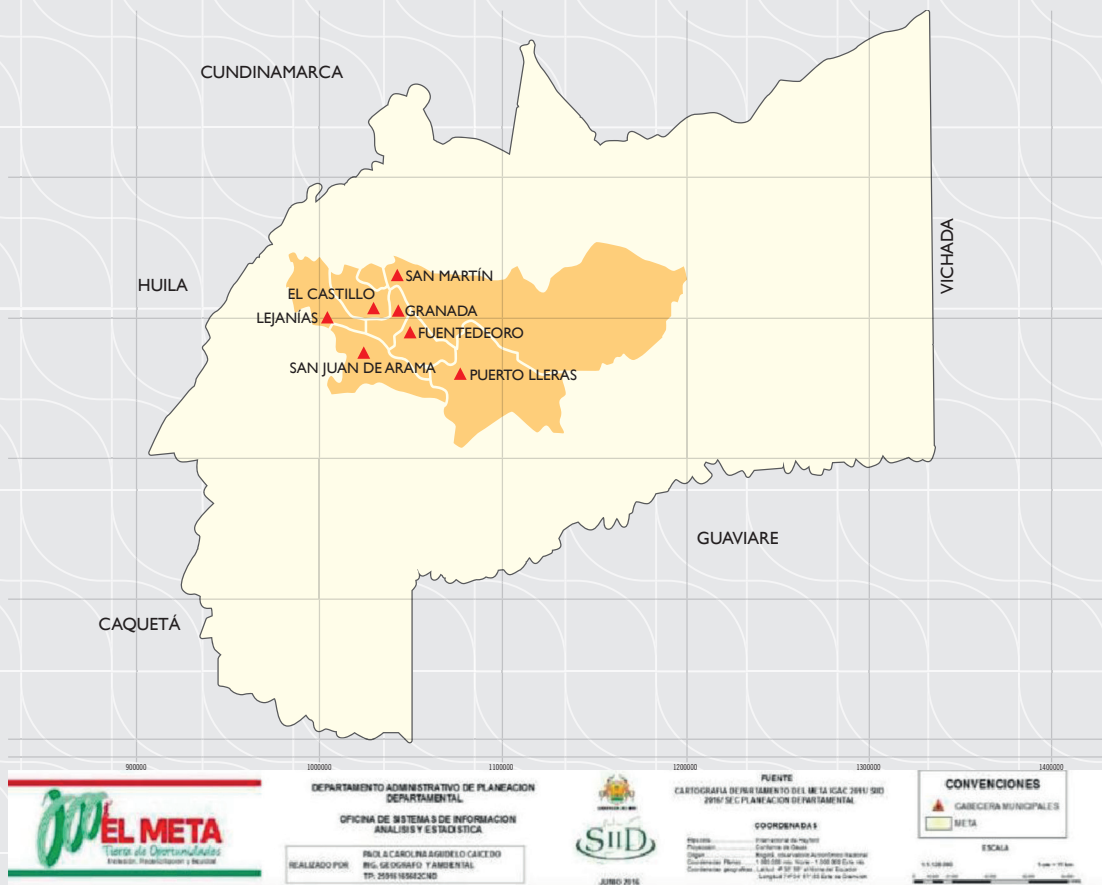 CUNDINAMARCA
HUILA
VICHADA
SAN MARTÍN
EL CASTILLO
GRANADA
LEJANÍAS
FUENTEDEORO
SAN JUAN DE ARAMA
PUERTO LLERAS
GUAVIARE
CAQUETÁ
900000 1000000 1100000 1200000 1300000 1400000
EL META
Tierra de Oportunidades
DEPARTAMENTO ADMINISTRATIVO DE PLANEACION
DEPARTAMENTAL
OFICINA DE SISTEMAS DE INFORMACION
ANALISIS Y ESTADISTICA
REALIZADO POR
PAOLA CAROLINA AGUDELO CAICEDO
ING. GEOGRAFO Y AMBIENTAL
SIID
JUNIO 2016
FUENTE
CARTOGRAFIA DEPARTAMENTO DEL META IGAC 2011/ SIID
2016/ SEC PLANEACION DEPARTAMENTAL
COORDENADAS
CONVENCIONES
CABECERA MUNICIPALES
META
ESCALA